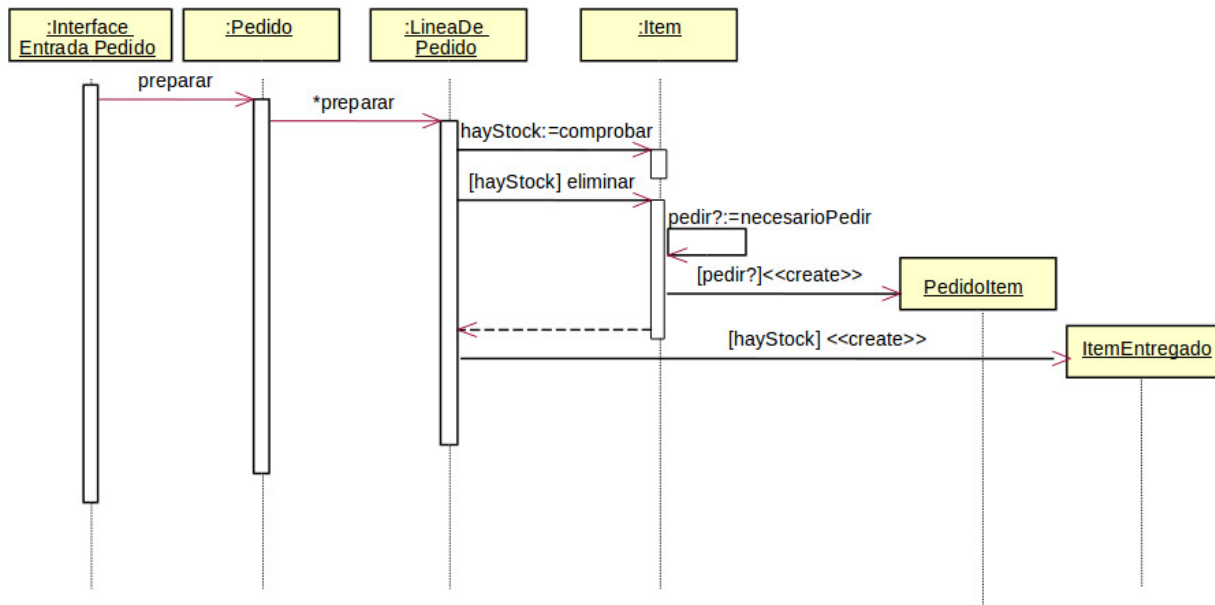 :Interface
Entrada Pedido
:Pedido
:LineaDe
Pedido
:Item
preparar
*preparar
hayStock:=comprobar
[hayStock] eliminar
pedir?:=necesarioPedir
[pedir?]<<create>>
PedidoItem
[hayStock] <<create>>
ItemEntregado